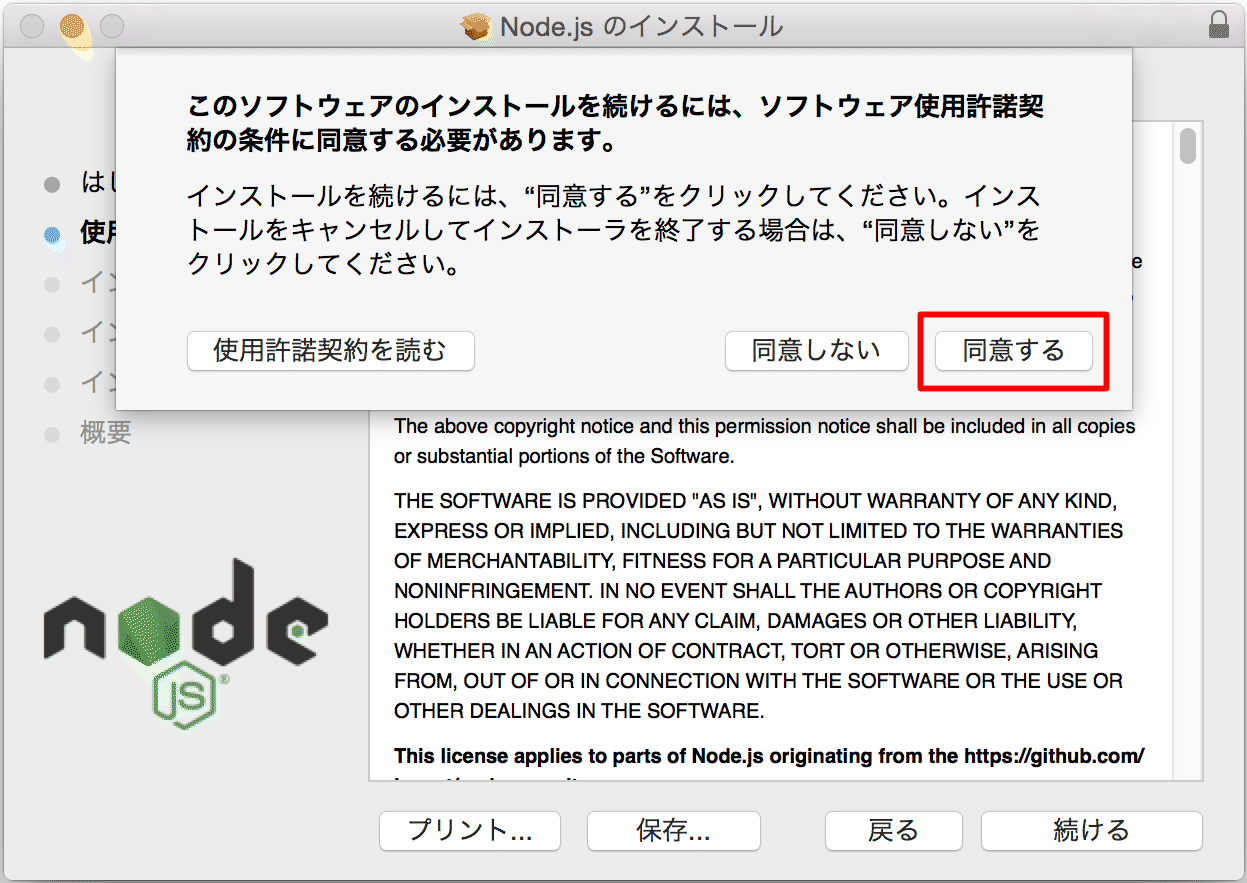 Node.js のインストール
このソフトウェアのインストールを続けるには、ソフトウェア使用許諾契
約の条件に同意する必要があります。
インストールを続けるには、“同意する”をクリックしてください。インス
トールをキャンセルしてインストーラを終了する場合は、“同意しない”を
クリックしてください。
使用許諾契約を読む
同意しない
同意する
は
使
イ
イ
イ
概要
e
The above copyright notice and this permission notice shall be included in all copies
or substantial portions of the Software.
THE SOFTWARE IS PROVIDED "AS IS", WITHOUT WARRANTY OF ANY KIND,
EXPRESS OR IMPLIED, INCLUDING BUT NOT LIMITED TO THE WARRANTIES
OF MERCHANTABILITY, FITNESS FOR A PARTICULAR PURPOSE AND
NONINFRINGEMENT. IN NO EVENT SHALL THE AUTHORS OR COPYRIGHT
HOLDERS BE LIABLE FOR ANY CLAIM, DAMAGES OR OTHER LIABILITY,
WHETHER IN AN ACTION OF CONTRACT, TORT OR OTHERWISE, ARISING
FROM, OUT OF OR IN CONNECTION WITH THE SOFTWARE OR THE USE OR
OTHER DEALINGS IN THE SOFTWARE.
This license applies to parts of Node.js originating from the https://github.com/
node
JS®
プリント...
保存...
戻る
続ける